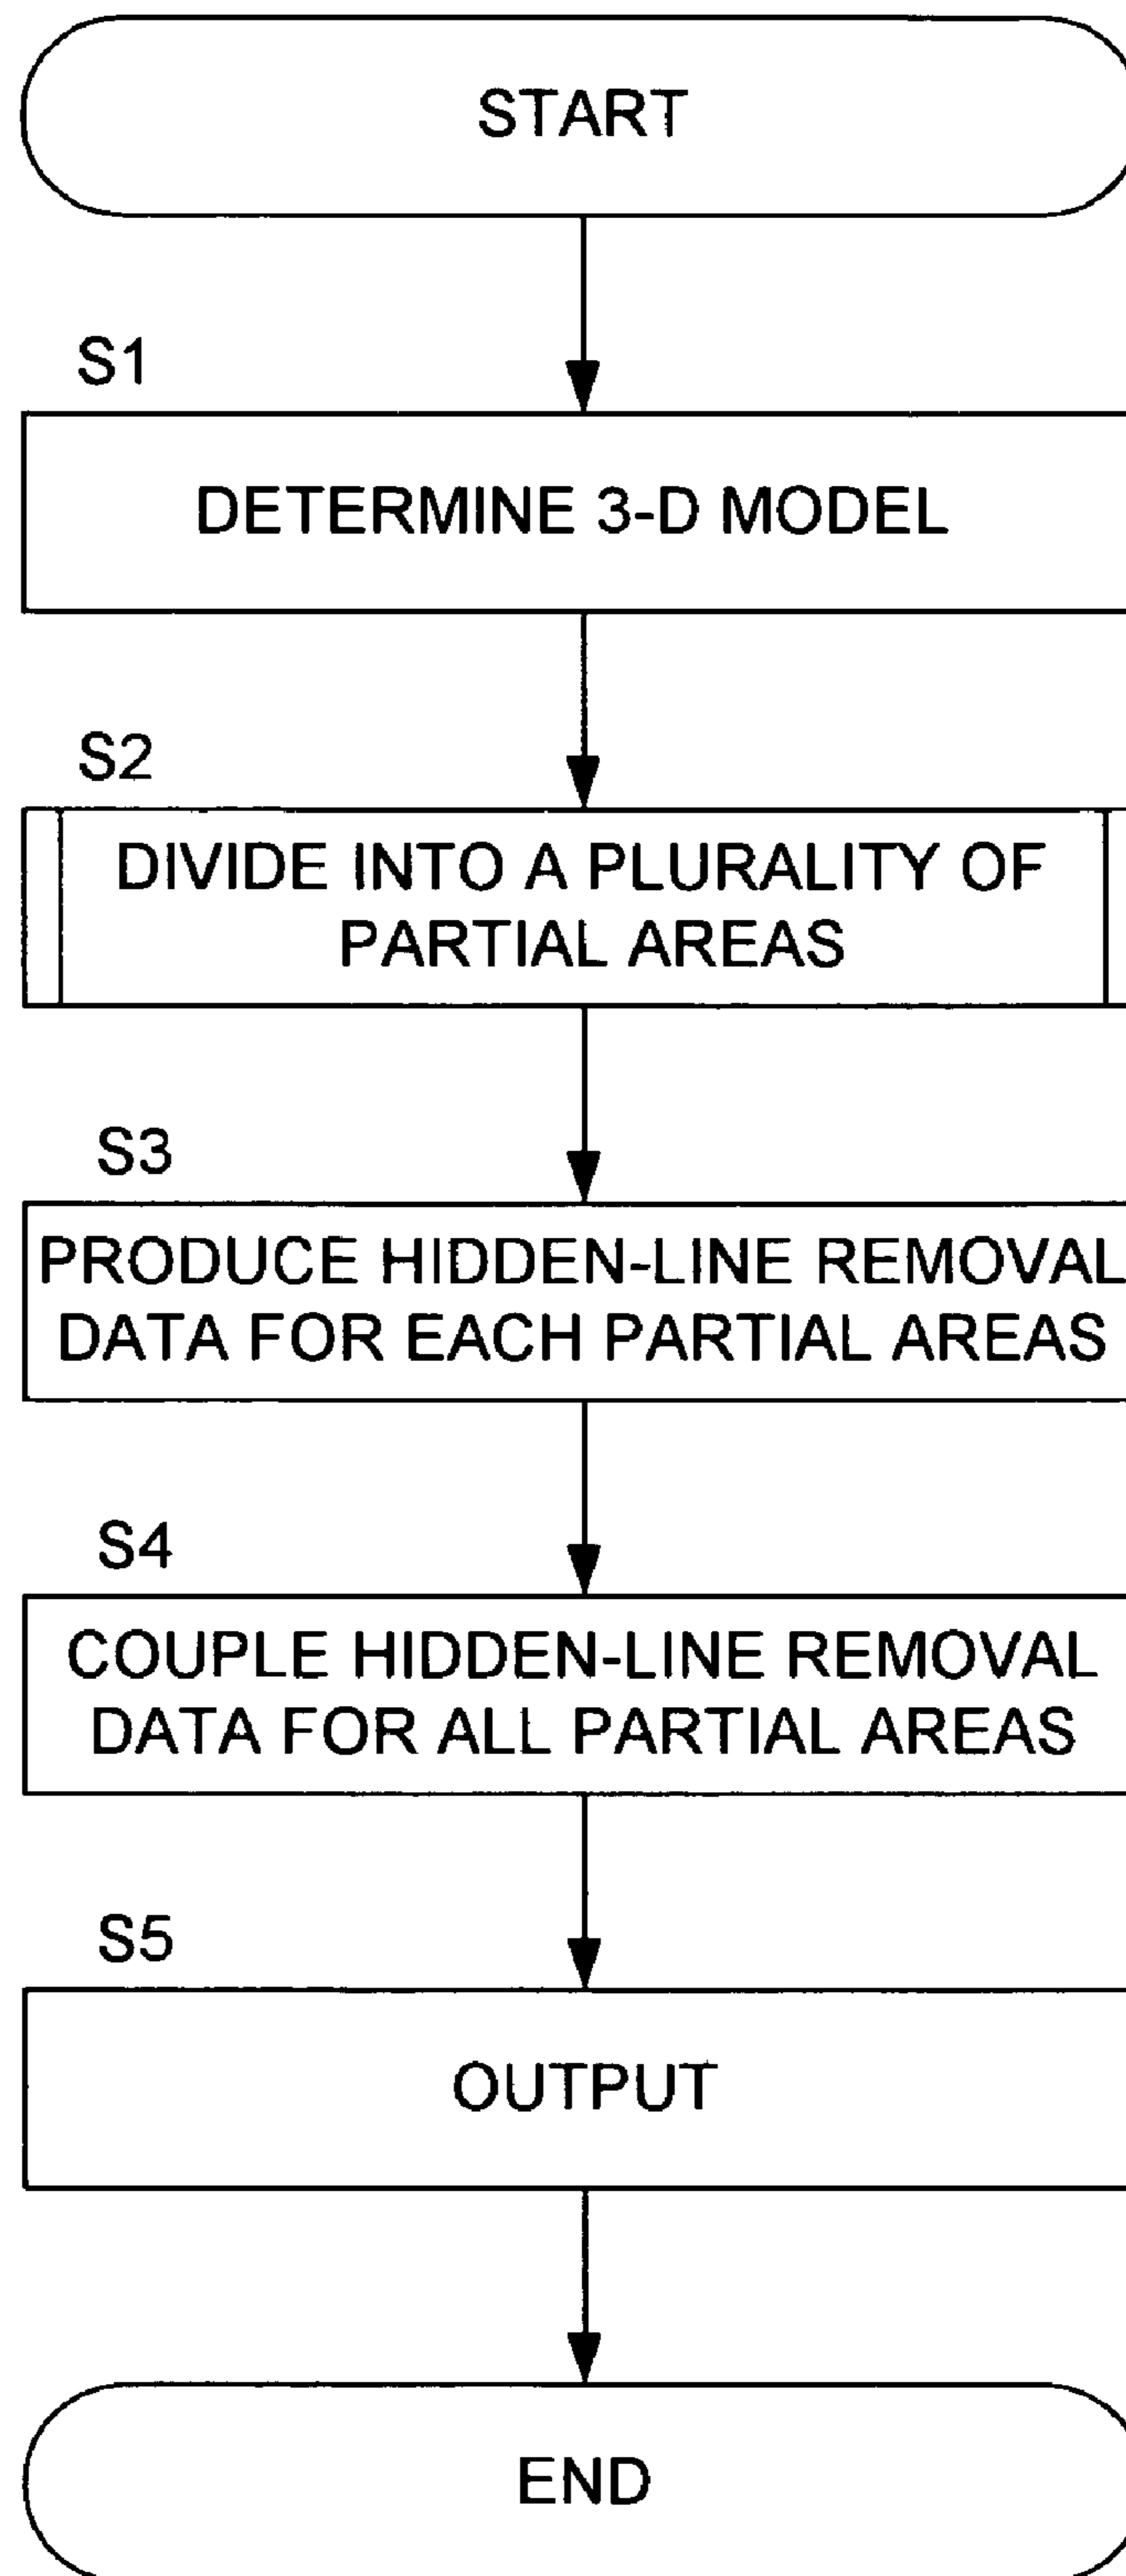 START
S1
DETERMINE 3-D MODEL
S2
DIVIDE INTO A PLURALITY OF
PARTIAL AREAS
S3
PRODUCE HIDDEN-LINE REMOVAL
DATA FOR EACH PARTIAL AREAS
S4
COUPLE HIDDEN-LINE REMOVAL
DATA FOR ALL PARTIAL AREAS
S5
OUTPUT
END